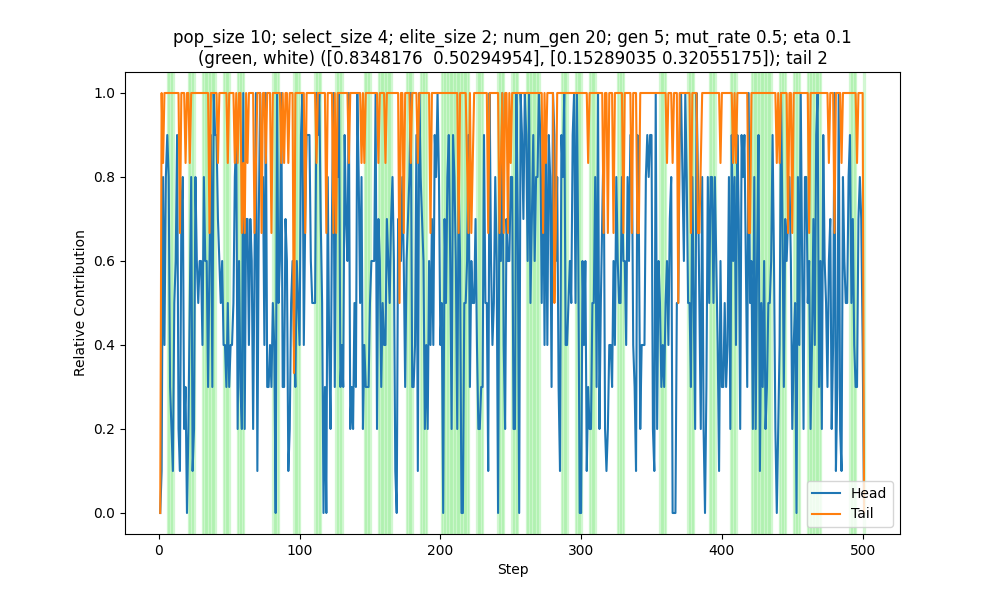 pop_size 10; select_size 4; elite_size 2; num_gen 20; gen 5; mut_rate 0.5; eta 0.1
(green, white) ([0.8348176  0.50294954], [0.15289035 0.32055175]); tail 2
1.0
0.8
0.6
0.4
0.2
0.0
Relative Contribution
Head
Tail
0
100
200
300
400
500
Step